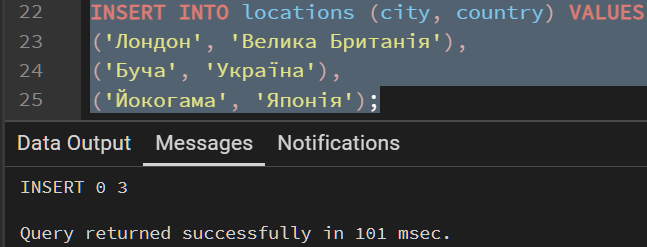 22 INSERT INTO locations (city, country) VALUES
23 ('Лондон', 'Велика Британія'),
24 ('Буча', 'Україна'),
25 ('Йокогама', 'Японія');
Data Output Messages Notifications
INSERT 0 3
Query returned successfully in 101 msec.